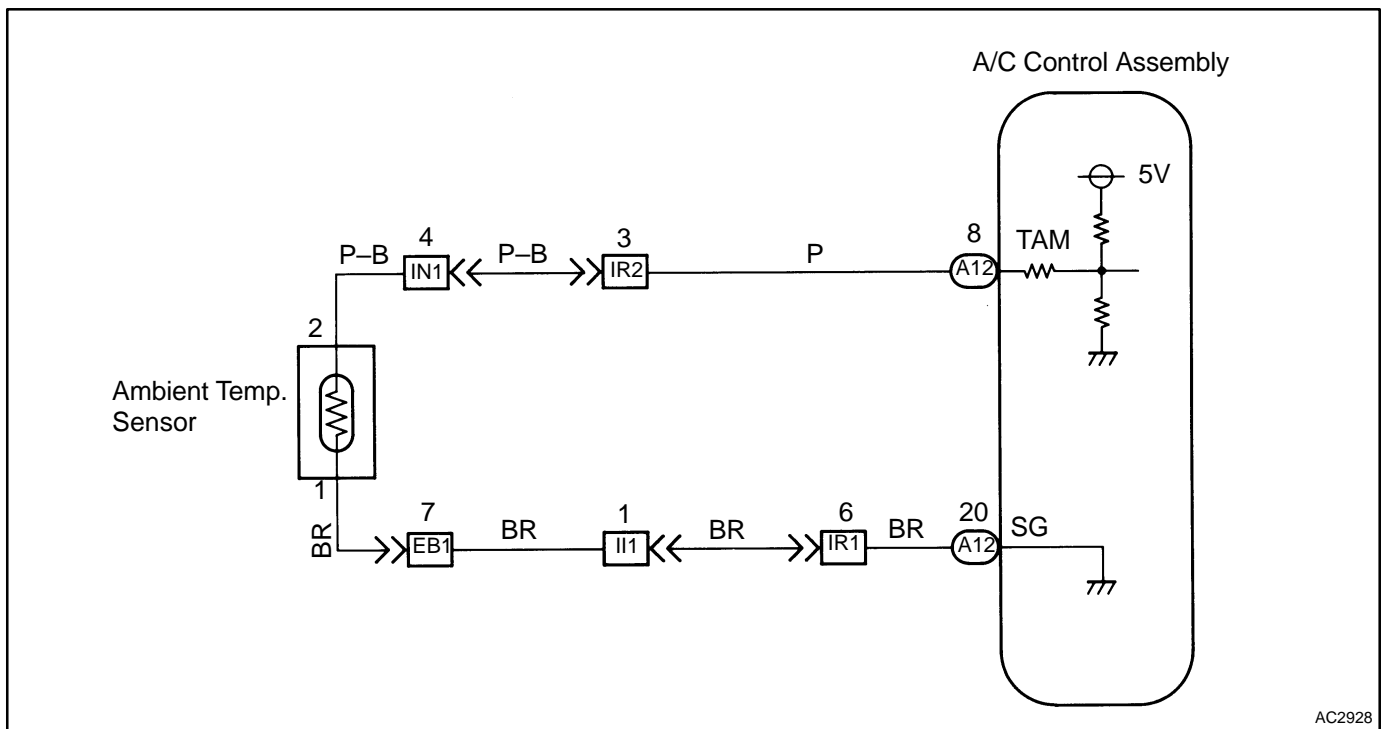 A/C Control Assembly
5V
4
3
8
TAM
P–B
P–B
P
IN1
IR2
A12
2
Ambient Temp.
Sensor
1
7
1
6
20
BR
BR
BR
BR
SG
EB1
II1
IR1
A12
AC2928